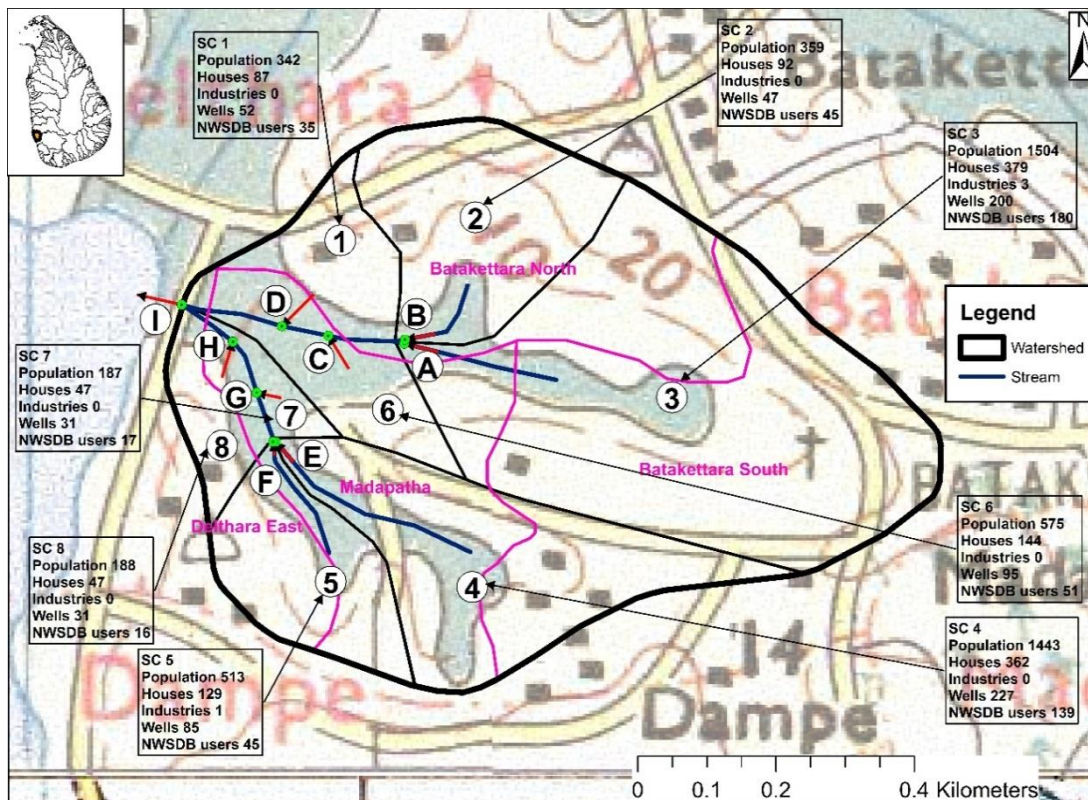 SC 1
Population 342
Houses 87
Industries 0
Wells 52
NWSDB users 35
SC 2
Population 359
Houses 92
Industries 0
Wells 47
NWSDB users 45
N
Batakett
SC 3
Population 1504
Houses 379
Industries 3
Wells 200
NWSDB users 180
1
2
20
Batakettara North
B
D
I
C
A
H
3
Legend
Watershed
Stream
SC 7
Population 187
Houses 47
Industries 0
Wells 31
NWSDB users 17
G
7
6
8
E
F
Madapatha
Batakettara South
BATAK
Delthara East
SC 6
Population 575
Houses 144
Industries 0
Wells 95
NWSDB users 51
SC 8
Population 188
Houses 47
Industries 0
Wells 31
NWSDB users 16
5
4
SC 4
Population 1443
Houses 362
Industries 0
Wells 227
NWSDB users 139
SC 5
Population 513
Houses 129
Industries 1
Wells 85
NWSDB users 45
Dampe
14
Dampe
0 0.1 0.2 0.4 Kilometers